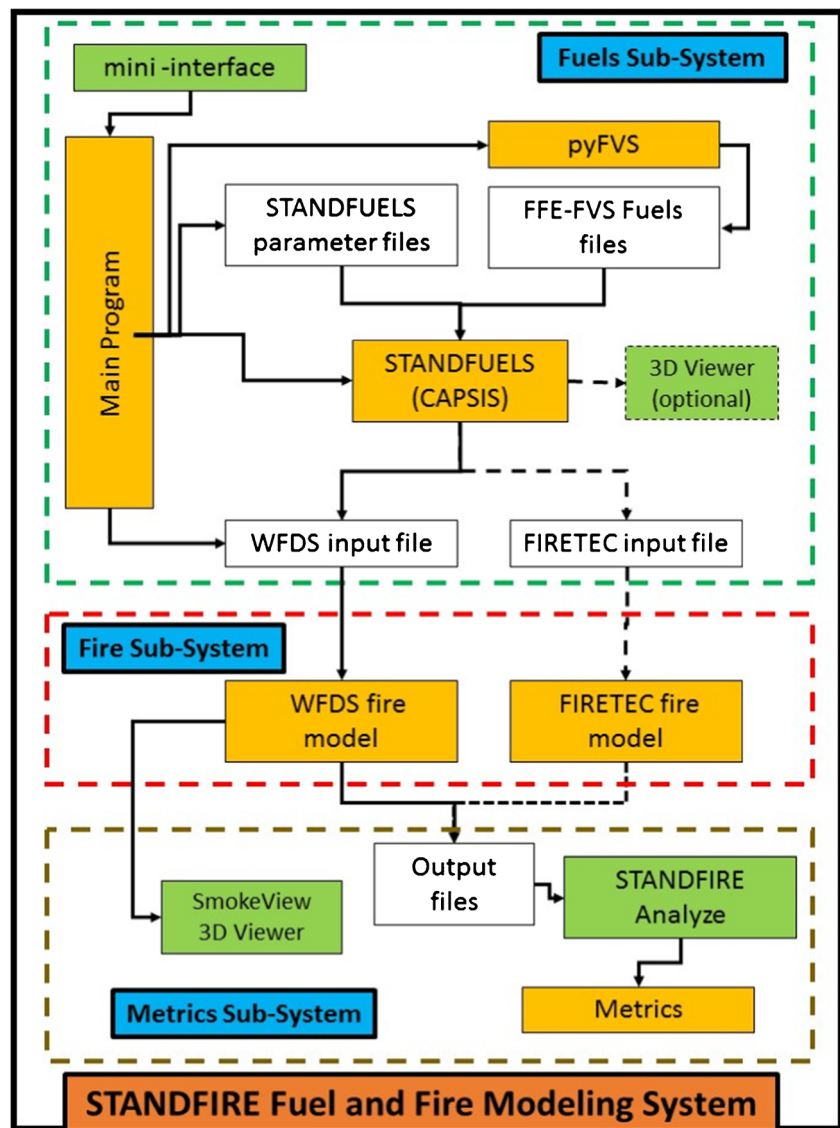 mini -interface
Fuels Sub-System
pyFVS
Main Program
STANDFUELS
parameter files
FFE-FVS Fuels
files
STANDFUELS
(CAPSIS)
3D Viewer
(optional)
WFDS input file
FIRETEC input file
Fire Sub-System
WFDS fire
model
FIRETEC fire
model
Output
files
STANDFIRE
Analyze
SmokeView
3D Viewer
Metrics
Metrics Sub-System
STANDFIRE Fuel and Fire Modeling System